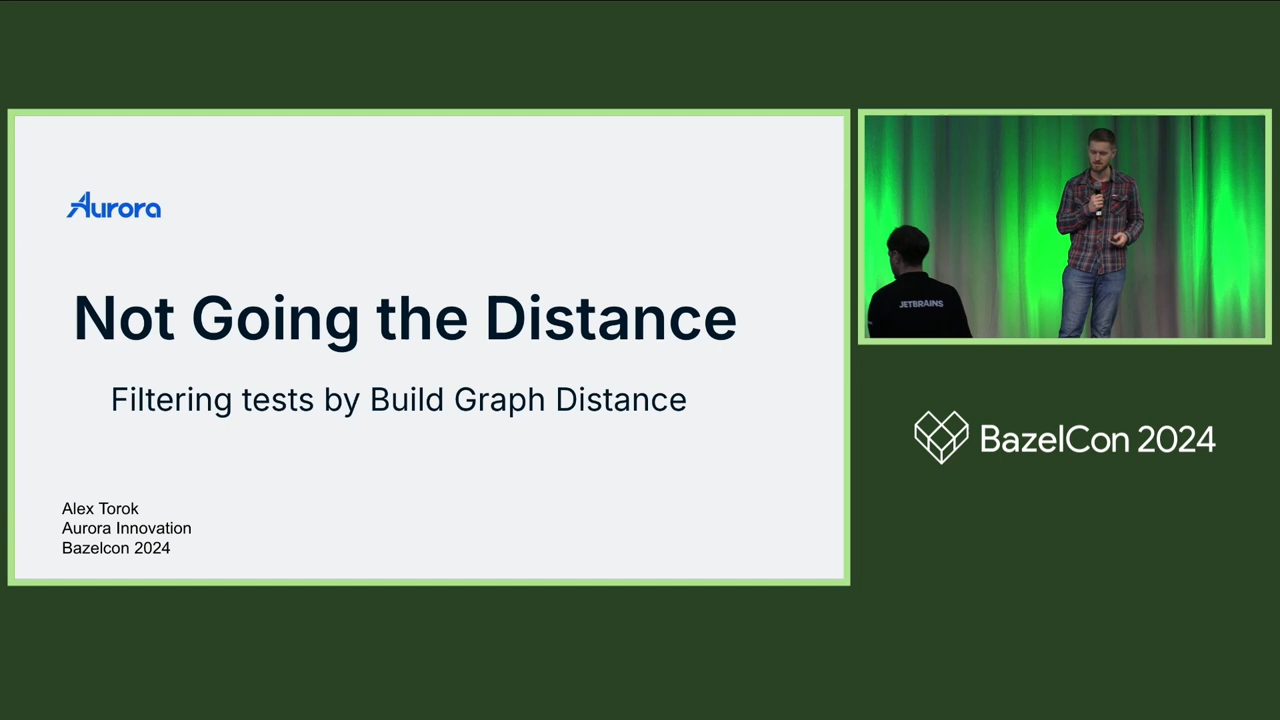 Aurora
Not Going the Distance
Filtering tests by Build Graph Distance
Alex Torok
Aurora Innovation
Bazelcon 2024
JETBRAINS
BazelCon 2024